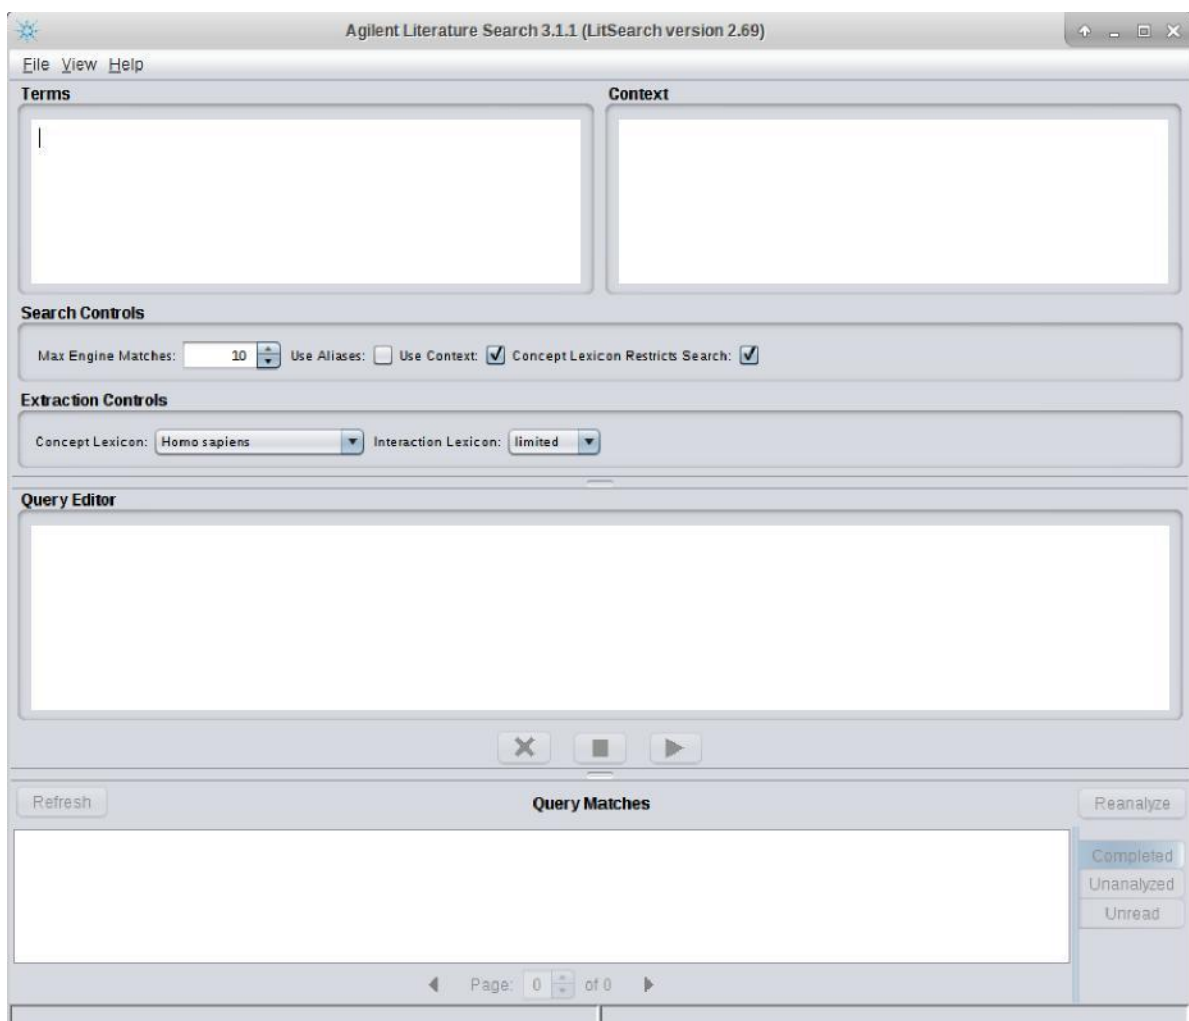 Agilent Literature Search 3.1.1 (LitSearch version 2.69)
File View Help
Terms Context
Search Controls
Max Engine Matches: 10 Use Aliases: Use Context: Concept Lexicon Restricts Search:
Extraction Controls
Concept Lexicon: Homo sapiens Interaction Lexicon: limited
Query Editor
Refresh Query Matches Reanalyze
Completed
Unanalyzed
Unread
Page: 0 of 0